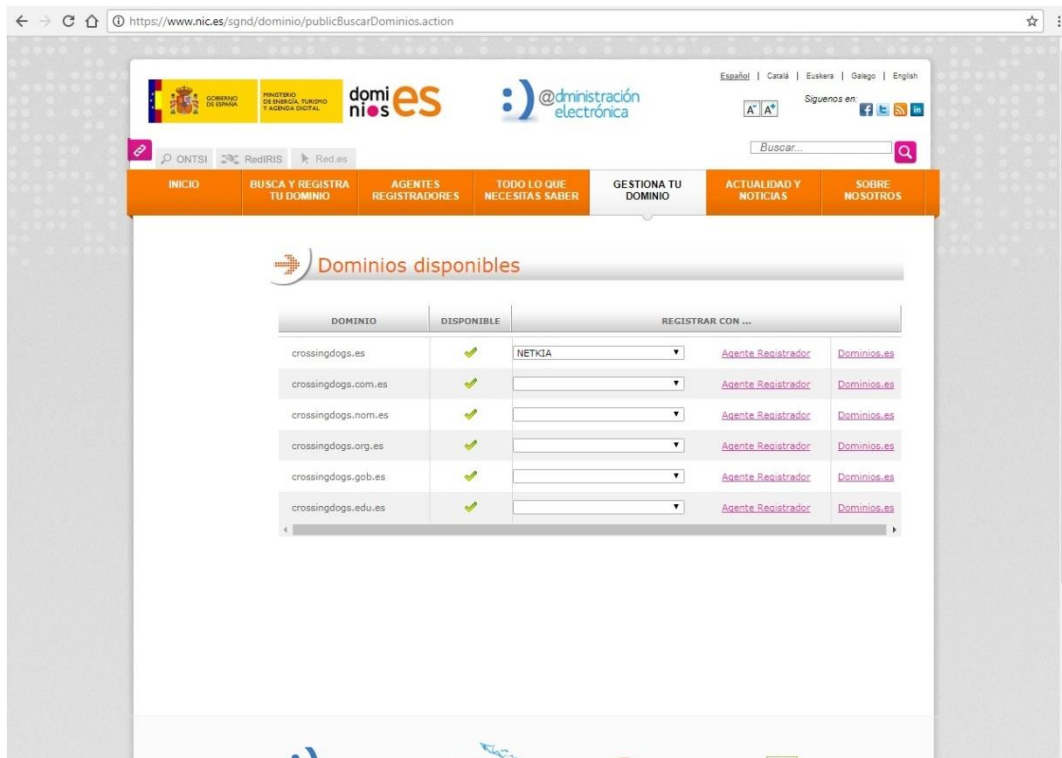 https://www.nic.es/sgnd/dominio/publicBuscarDominios.action
Español | Català | Euskera | Galego | English
GOBIERNO
DE ESPAÑA
MINISTERIO
DE ENERGÍA, TURISMO
Y AGENDA DIGITAL
domi
nios es
:) @dministración
electrónica
A- A+
Síguenos en:
Buscar...
ONTSI
RedIRIS
Red.es
INICIO
BUSCA Y REGISTRA
TU DOMINIO
AGENTES
REGISTRADORES
TODO LO QUE
NECESITAS SABER
GESTIONA TU
DOMINIO
ACTUALIDAD Y
NOTICIAS
SOBRE
NOSOTROS
Dominios disponibles
DOMINIO DISPONIBLE REGISTRAR CON ...
crossingdogs.es NETKIA Agente Registrador Dominios.es
crossingdogs.com.es Agente Registrador Dominios.es
crossingdogs.nom.es Agente Registrador Dominios.es
crossingdogs.org.es Agente Registrador Dominios.es
crossingdogs.gob.es Agente Registrador Dominios.es
crossingdogs.edu.es Agente Registrador Dominios.es